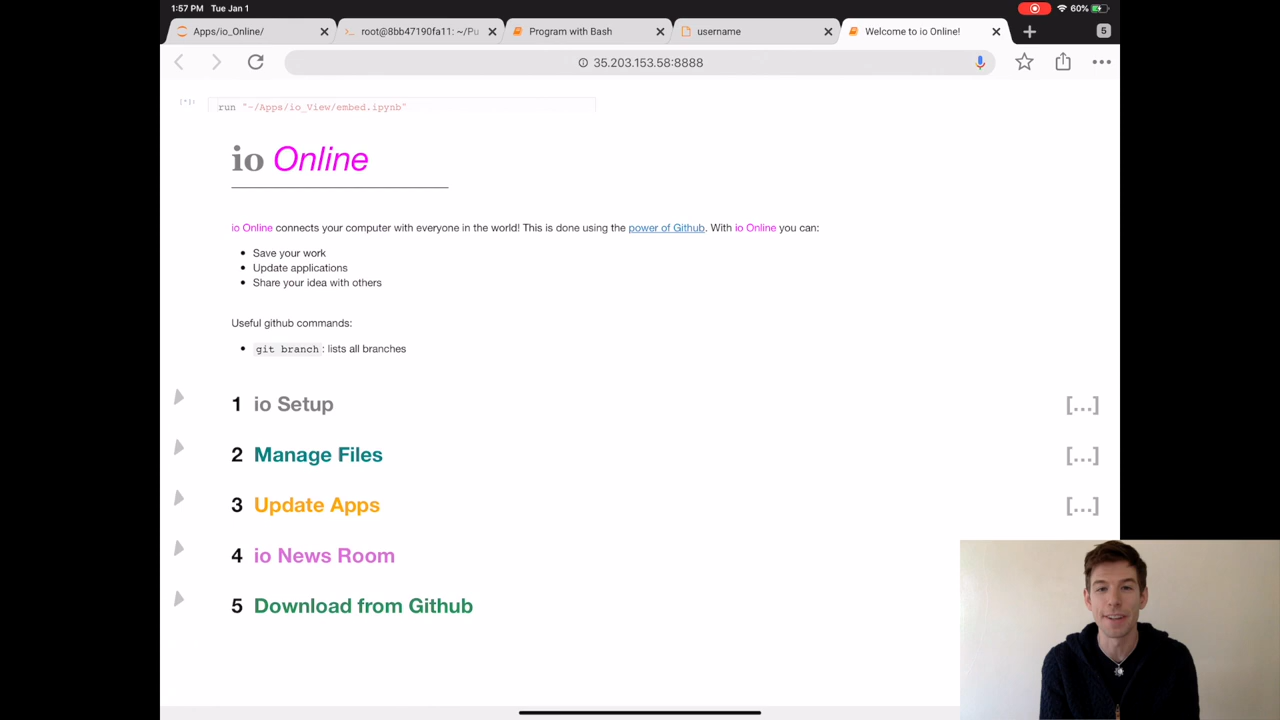 1:57 PM Tue Jan 1
60%
Apps/io_Online/
root@8bb47190fa11: ~/Pu
Program with Bash
username
Welcome to io Online!
5
35.203.153.58:8888
[*]:
run "~/Apps/io_View/embed.ipynb"
io Online
io Online connects your computer with everyone in the world! This is done using the power of Github. With io Online you can:
Save your work
Update applications
Share your idea with others
Useful github commands:
git branch : lists all branches
1 io Setup [...]
2 Manage Files [...]
3 Update Apps [...]
4 io News Room
5 Download from Github